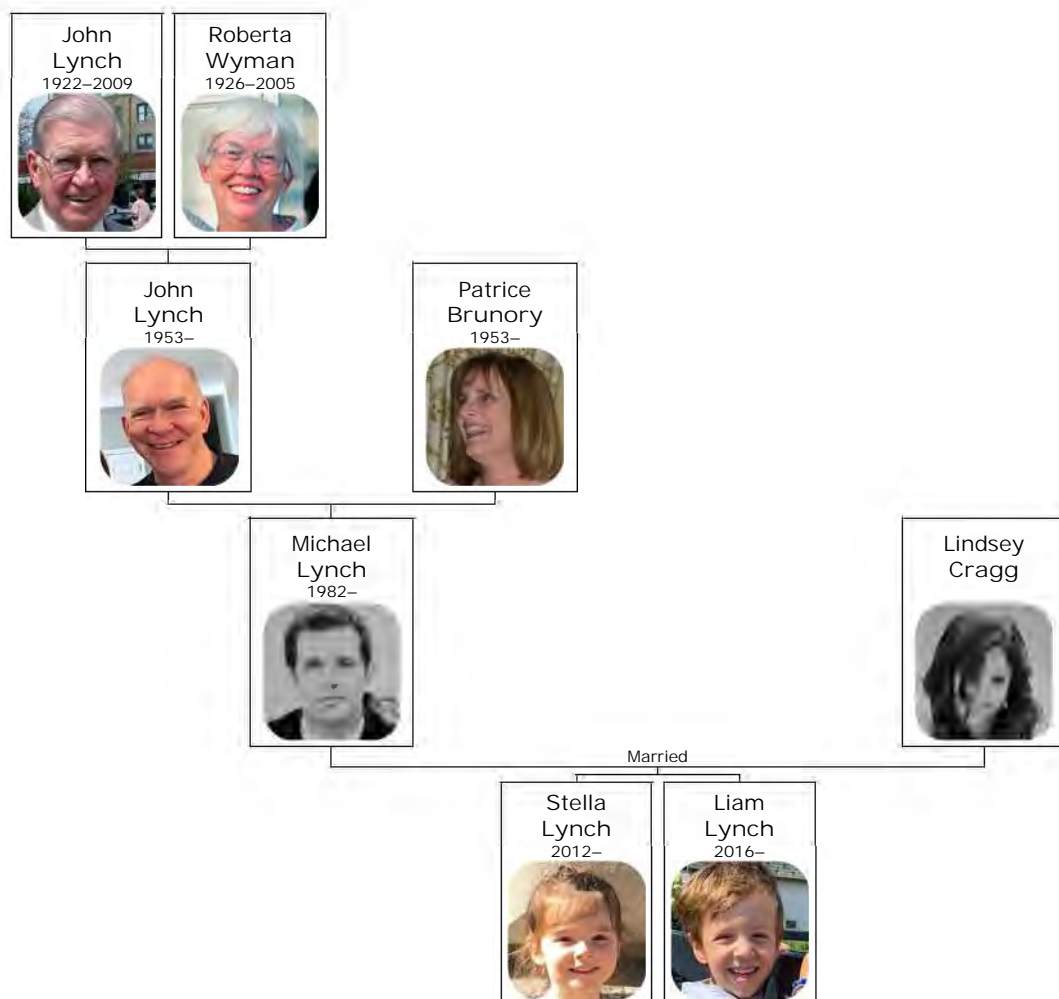 John
Lynch
1922–2009
Roberta
Wyman
1926–2005
John
Lynch
1953–
Patrice
Brunory
1953–
Michael
Lynch
1982–
Lindsey
Cragg
Married
Stella
Lynch
2012–
Liam
Lynch
2016–